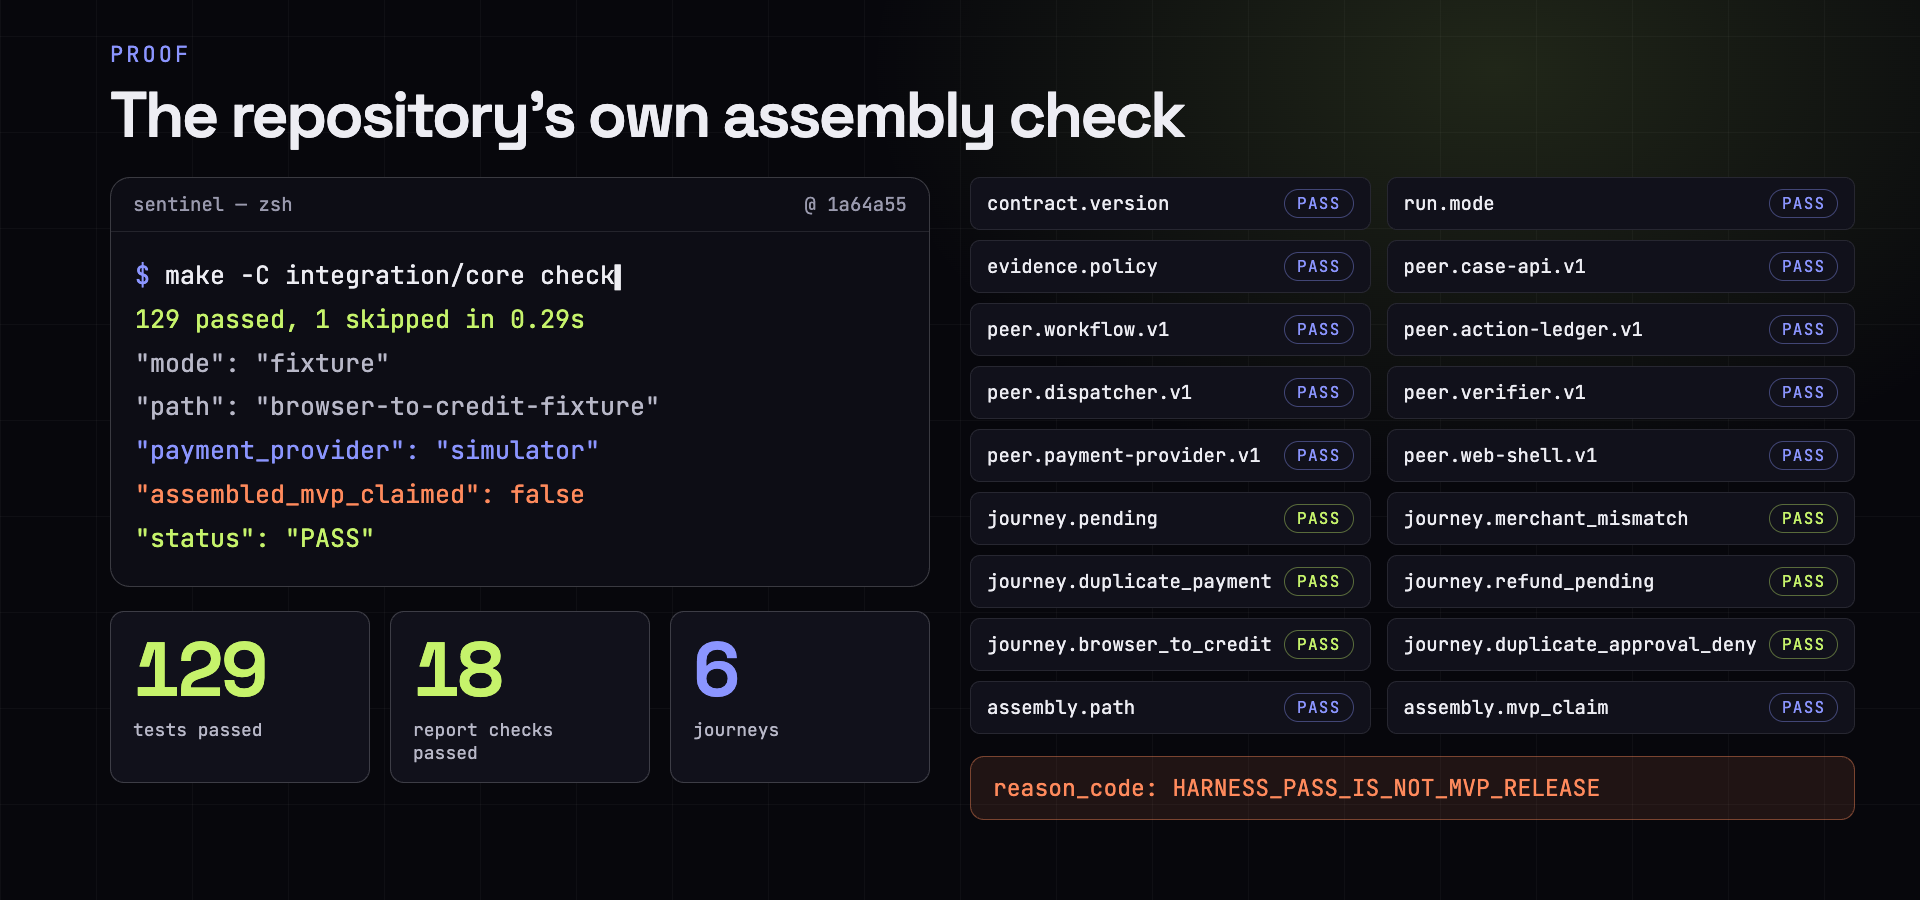 PROOF
The repository’s own assembly check
sentinel — zsh
@ 1a64a55
$ make -C integration/core check
129 passed, 1 skipped in 0.29s
"mode": "fixture"
"path": "browser-to-credit-fixture"
"payment_provider": "simulator"
"assembled_mvp_claimed": false
"status": "PASS"
129
tests passed
18
report checks
passed
6
journeys
contract.version PASS
run.mode PASS
evidence.policy PASS
peer.case-api.v1 PASS
peer.workflow.v1 PASS
peer.action-ledger.v1 PASS
peer.dispatcher.v1 PASS
peer.verifier.v1 PASS
peer.payment-provider.v1 PASS
peer.web-shell.v1 PASS
journey.pending PASS
journey.merchant_mismatch PASS
journey.duplicate_payment PASS
journey.refund_pending PASS
journey.browser_to_credit PASS
journey.duplicate_approval_deny PASS
assembly.path PASS
assembly.mvp_claim PASS
reason_code: HARNESS_PASS_IS_NOT_MVP_RELEASE